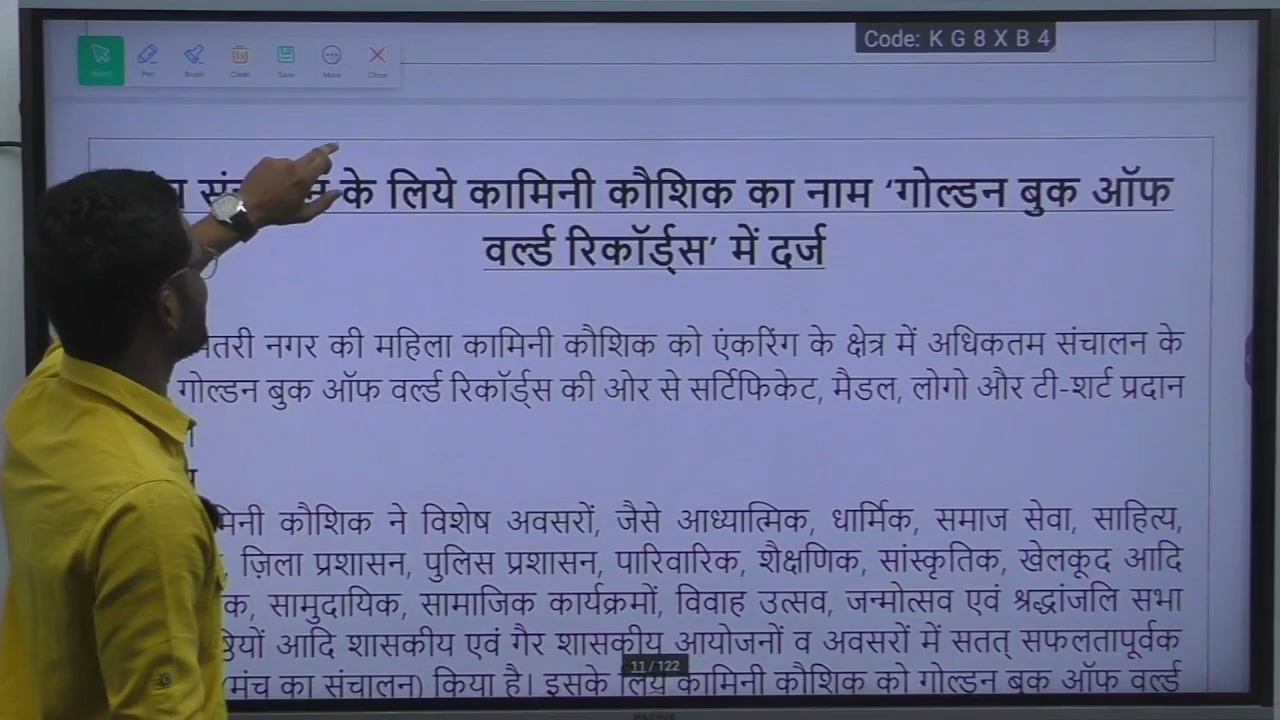 Code: K G 8 X B 4
Select Pen Brush Clean Save More Close
के लिये कामिनी कौशिक का नाम ‘गोल्डन बुक ऑफ
वर्ल्ड रिकॉर्ड्स’ में दर्ज
नगर की महिला कामिनी कौशिक को एंकरिंग के क्षेत्र में अधिकतम संचालन के
गोल्डन बुक ऑफ वर्ल्ड रिकॉर्ड्स की ओर से सर्टिफिकेट, मैडल, लोगो और टी-शर्ट प्रदान
कौशिक ने विशेष अवसरों, जैसे आध्यात्मिक, धार्मिक, समाज सेवा, साहित्य,
ज़िला प्रशासन, पुलिस प्रशासन, पारिवारिक, शैक्षणिक, सांस्कृतिक, खेलकूद आदि
सामुदायिक, सामाजिक कार्यक्रमों, विवाह उत्सव, जन्मोत्सव एवं श्रद्धांजलि सभा
आदि शासकीय एवं गैर शासकीय आयोजनों व अवसरों में सतत् सफलतापूर्वक
11 / 122
(मंच का संचालन) किया है। इसके लिये कामिनी कौशिक को गोल्डन बुक ऑफ वर्ल्ड